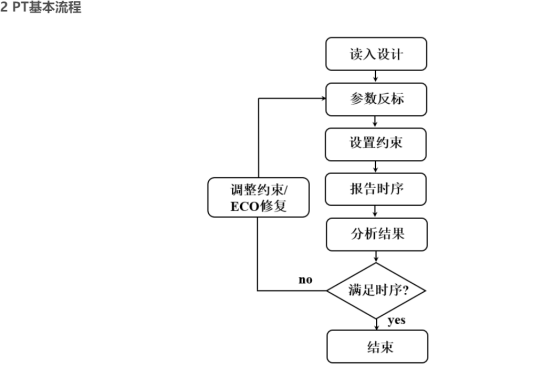 2 PT基本流程
读入设计
参数反标
设置约束
报告时序
分析结果
满足时序?
no
调整约束/
ECO修复
yes
结束